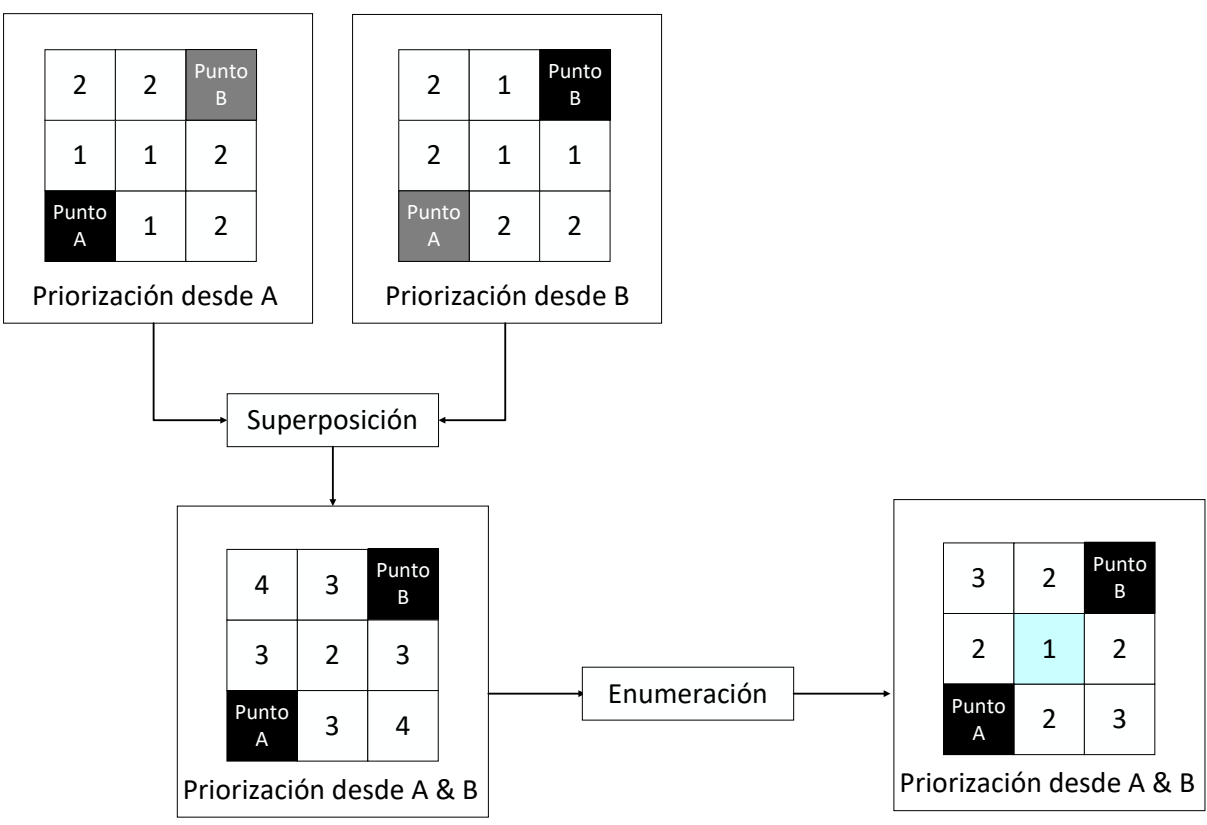 2 2 Punto
B
1 1 2
Punto
A 1 2
Priorización desde A
2 1 Punto
B
2 1 1
Punto
A 2 2
Priorización desde B
Superposición
4 3 Punto
B
3 2 3
Punto
A 3 4
Priorización desde A & B
Enumeración
3 2 Punto
B
2 1 2
Punto
A 2 3
Priorización desde A & B